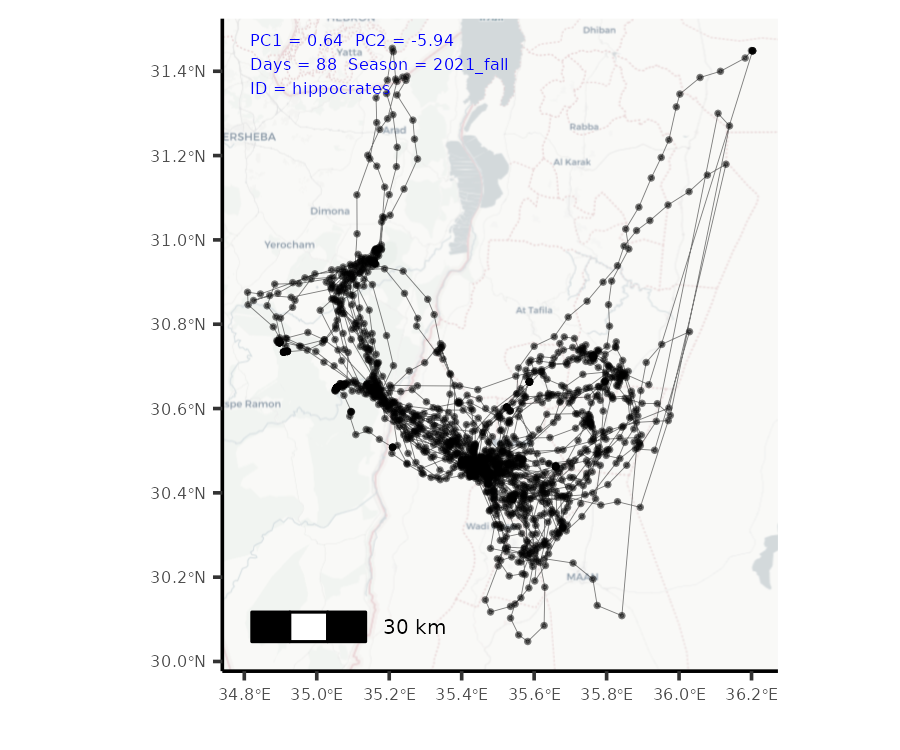 HEBRON
Dhiban
PC1 = 0.64 PC2 = -5.94
Yatta
Days = 88 Season = 2021_fall
ID = hippocrates
Arad
ERSHEBA
Rabba
Al Karak
Dimona
Yerocham
At Tafila
spe Ramon
Wadi
MAAN
30 km
31.4°N
31.2°N
31.0°N
30.8°N
30.6°N
30.4°N
30.2°N
30.0°N
34.8°E 35.0°E 35.2°E 35.4°E 35.6°E 35.8°E 36.0°E 36.2°E